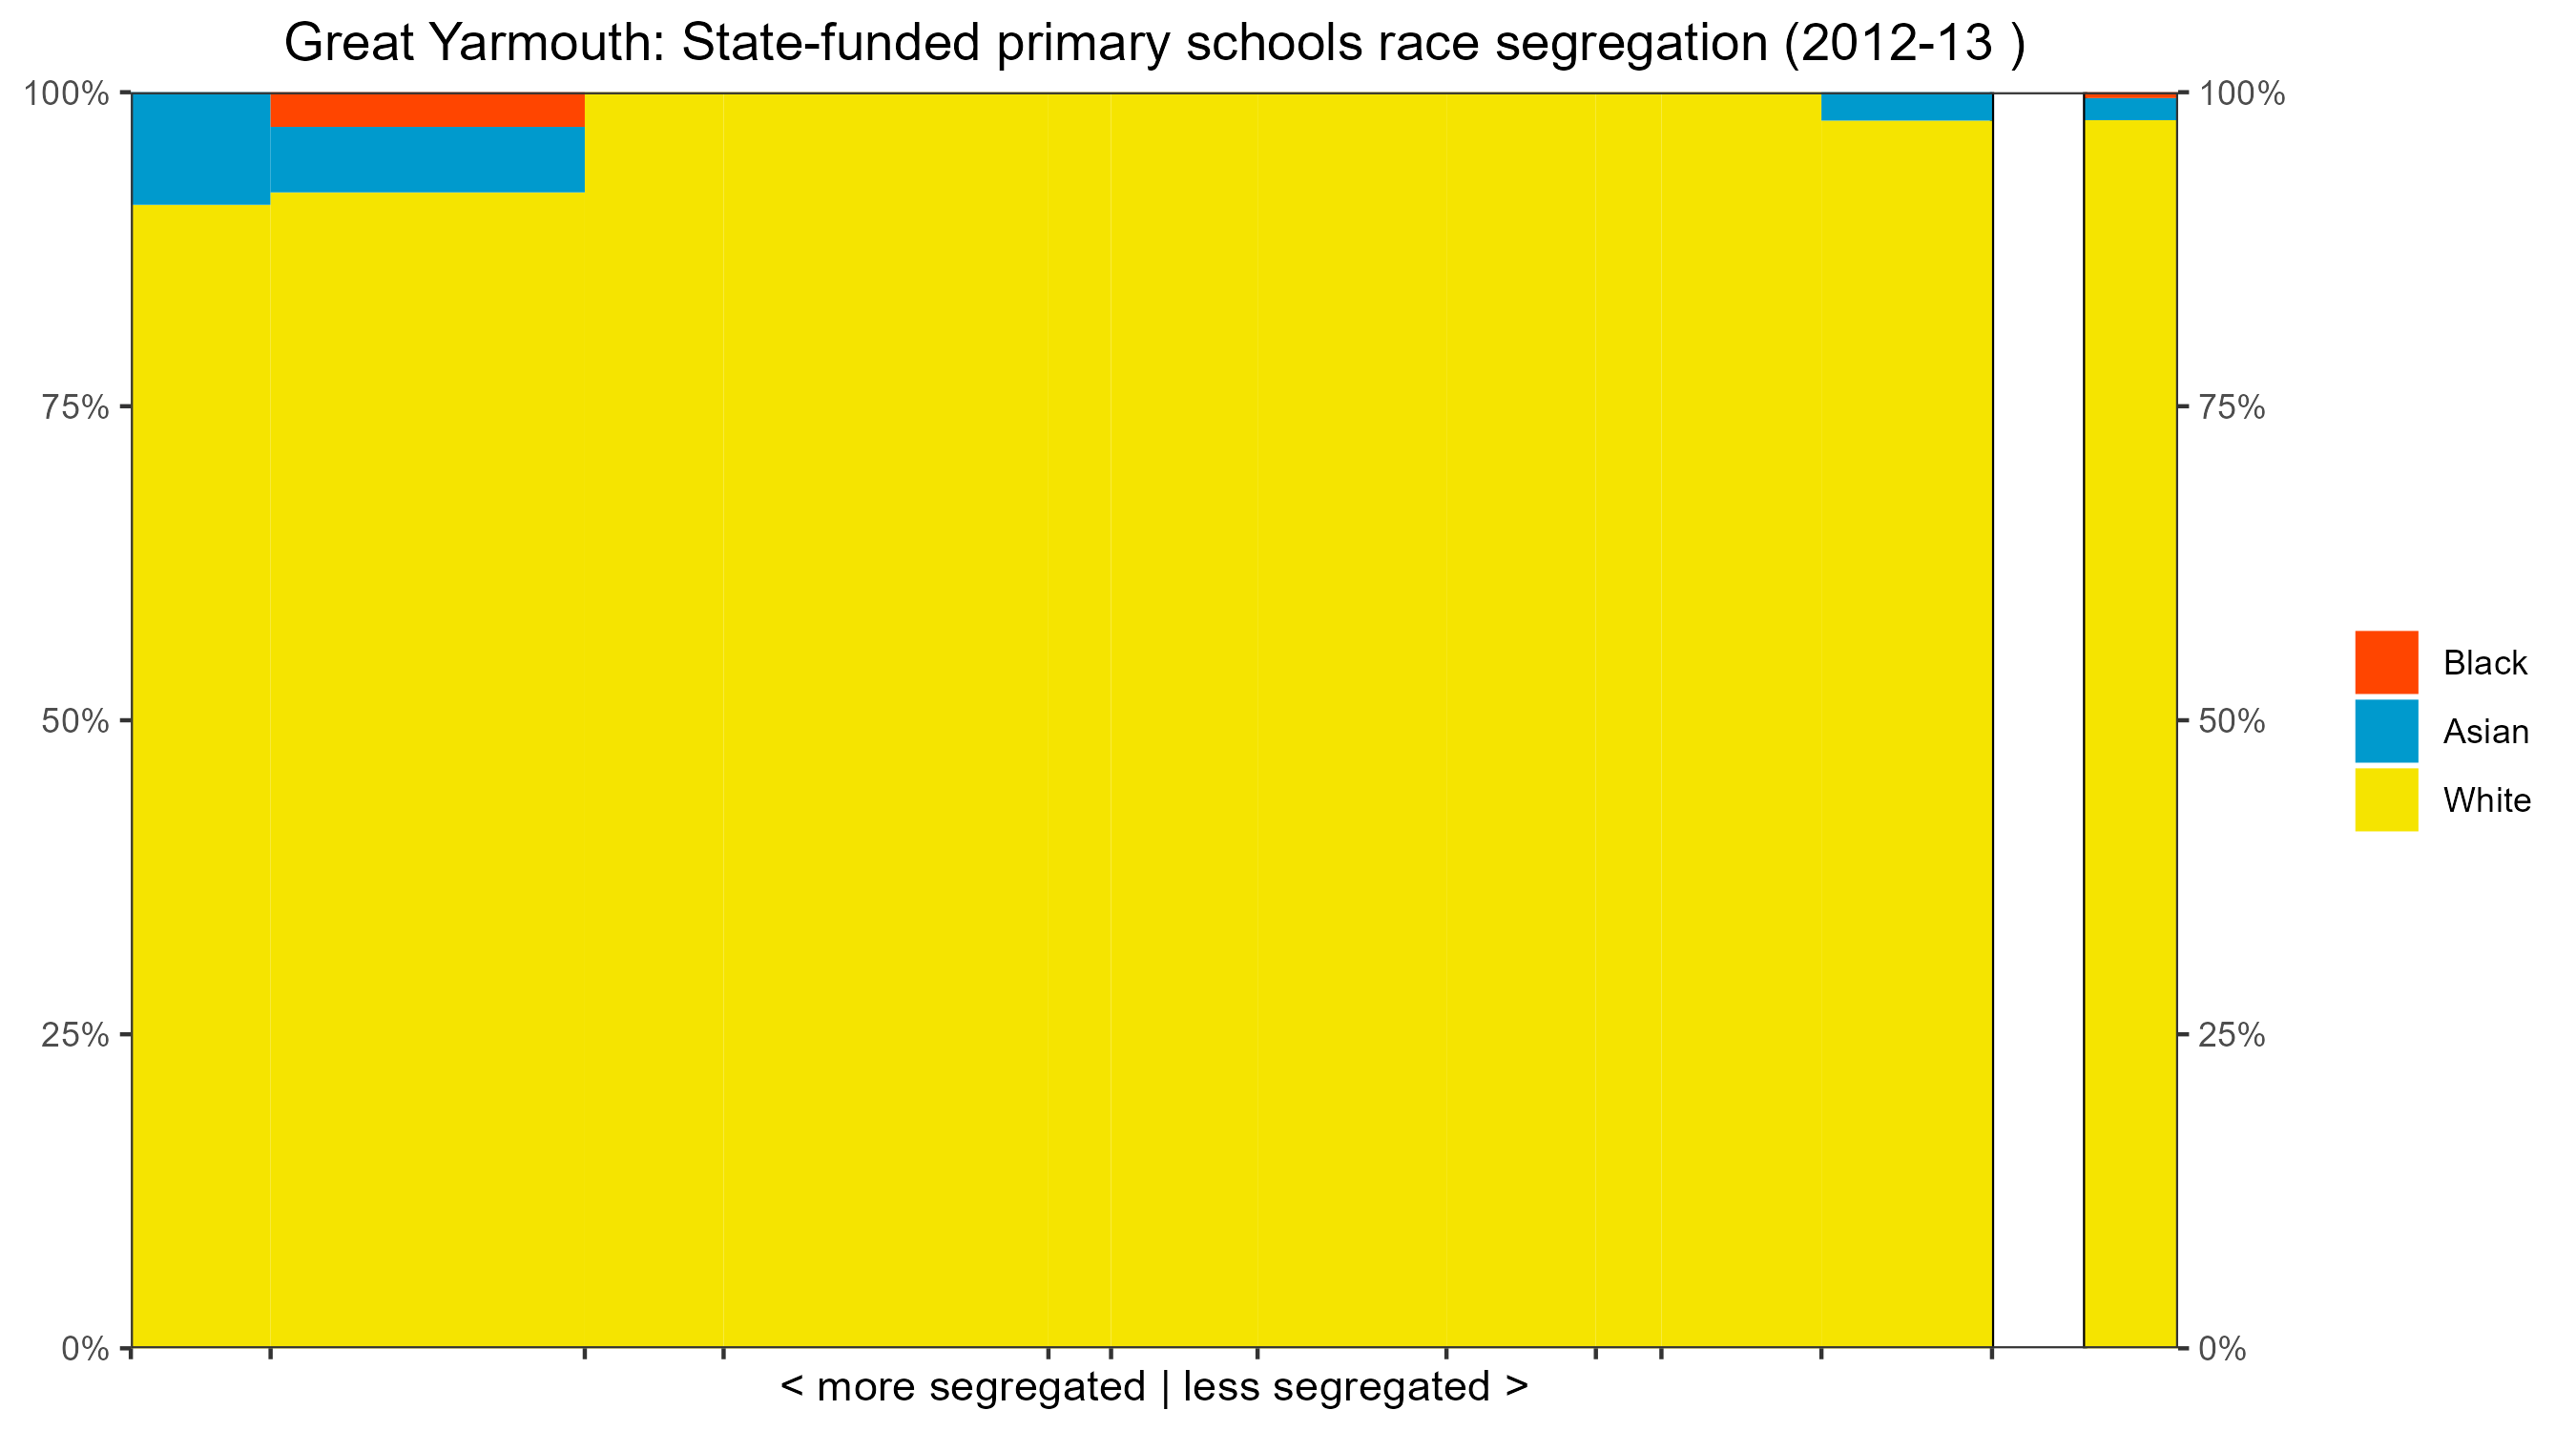 Great Yarmouth: State-funded primary schools race segregation (2012-13 )
100%
75%
50%
25%
0%
100%
75%
50%
25%
0%
Black
Asian
White
< more segregated | less segregated >